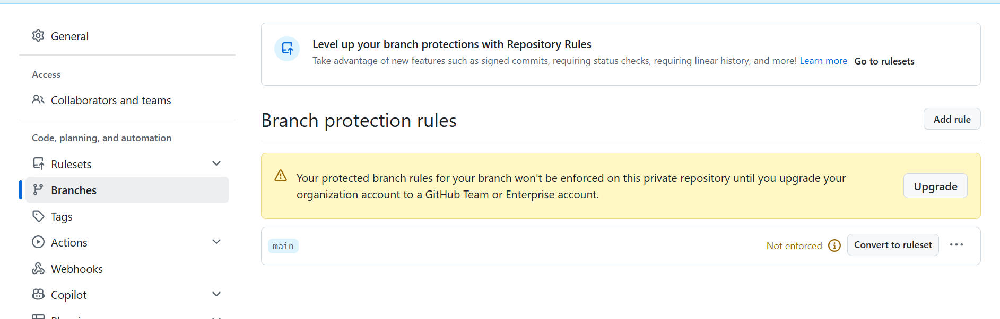 General
Access
Collaborators and teams
Code, planning, and automation
Rulesets
Branches
Tags
Actions
Webhooks
Copilot
Level up your branch protections with Repository Rules
Take advantage of new features such as signed commits, requiring status checks, requiring linear history, and more! Learn more Go to rulesets
Branch protection rules
Add rule
Your protected branch rules for your branch won't be enforced on this private repository until you upgrade your
organization account to a GitHub Team or Enterprise account.
Upgrade
main
Not enforced
Convert to ruleset